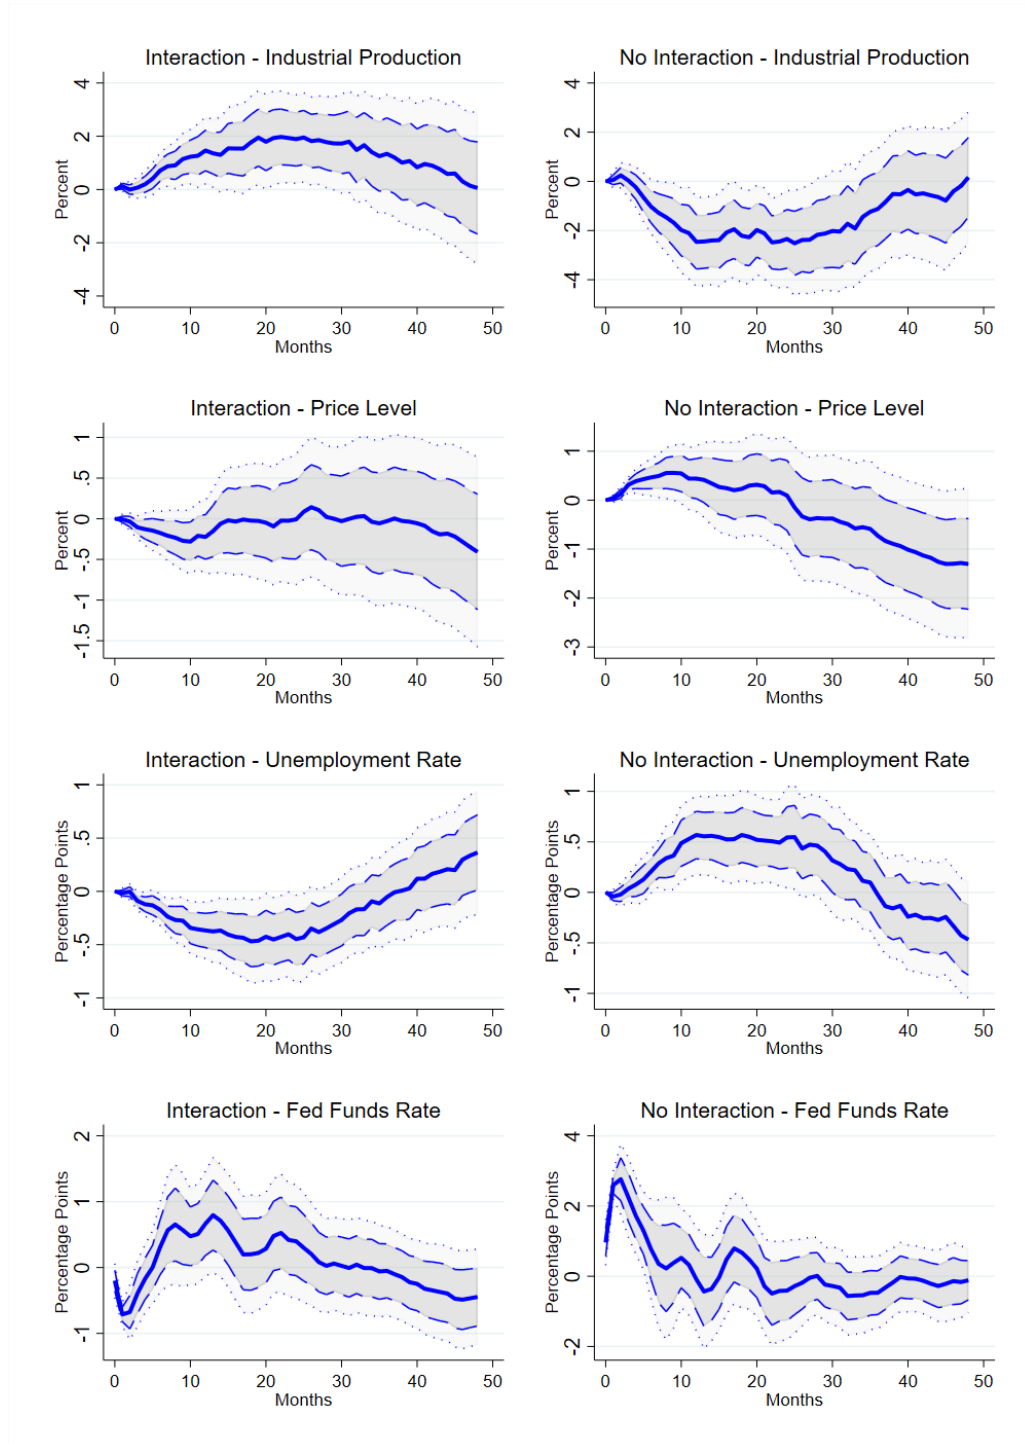 Interaction - Industrial Production
Percent
4
2
0
-2
-4
0 10 20 30 40 50
Months
No Interaction - Industrial Production
Percent
4
2
0
-2
-4
0 10 20 30 40 50
Months
Interaction - Price Level
Percent
1
.5
0
-.5
-1
-1.5
0 10 20 30 40 50
Months
No Interaction - Price Level
Percent
1
0
-1
-2
-3
0 10 20 30 40 50
Months
Interaction - Unemployment Rate
Percentage Points
1
.5
0
-.5
-1
0 10 20 30 40 50
Months
No Interaction - Unemployment Rate
Percentage Points
1
.5
0
-.5
-1
0 10 20 30 40 50
Months
Interaction - Fed Funds Rate
Percentage Points
2
1
0
-1
0 10 20 30 40 50
Months
No Interaction - Fed Funds Rate
Percentage Points
4
2
0
-2
0 10 20 30 40 50
Months